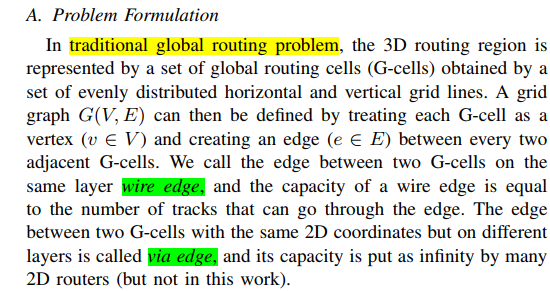 A. Problem Formulation
In traditional global routing problem, the 3D routing region is
represented by a set of global routing cells (G-cells) obtained by a
set of evenly distributed horizontal and vertical grid lines. A grid
graph G(V, E) can then be defined by treating each G-cell as a
vertex (v ∈ V) and creating an edge (e ∈ E) between every two
adjacent G-cells. We call the edge between two G-cells on the
same layer wire edge, and the capacity of a wire edge is equal
to the number of tracks that can go through the edge. The edge
between two G-cells with the same 2D coordinates but on different
layers is called via edge, and its capacity is put as infinity by many
2D routers (but not in this work).